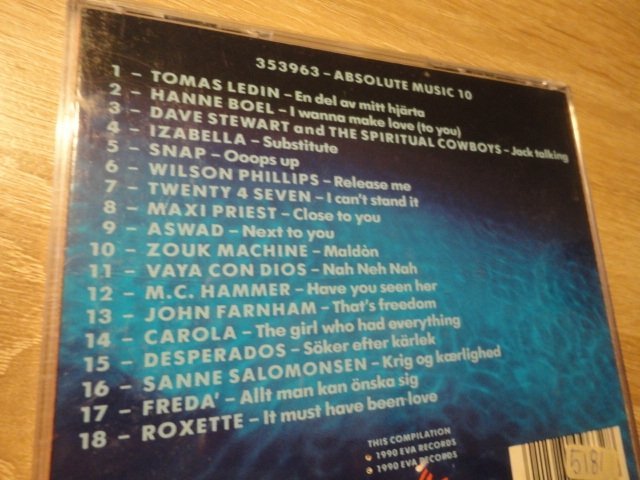 353963 – ABSOLUTE MUSIC 10
1 – TOMAS LEDIN – En del av mitt hjärta
2 – HANNE BOEL – I wanna make love (to you)
3 – DAVE STEWART and THE SPIRITUAL COWBOYS – Jack talking
4 – IZABELLA – Substitute
5 – SNAP – Ooops up
6 – WILSON PHILLIPS – Release me
7 – TWENTY 4 SEVEN – I can't stand it
8 – MAXI PRIEST – Close to you
9 – ASWAD – Next to you
10 – ZOUK MACHINE – Maldòn
11 – VAYA CON DIOS – Nah Neh Nah
12 – M.C. HAMMER – Have you seen her
13 – JOHN FARNHAM – That's freedom
14 – CAROLA – The girl who had everything
15 – DESPERADOS – Söker efter kärlek
16 – SANNE SALOMONSEN – Krig og kærlighed
17 – FREDA' – Allt man kan önska sig
18 – ROXETTE – It must have been love
THIS COMPILATION
℗ 1990 EVA RECORDS
© 1990 EVA RECORDS